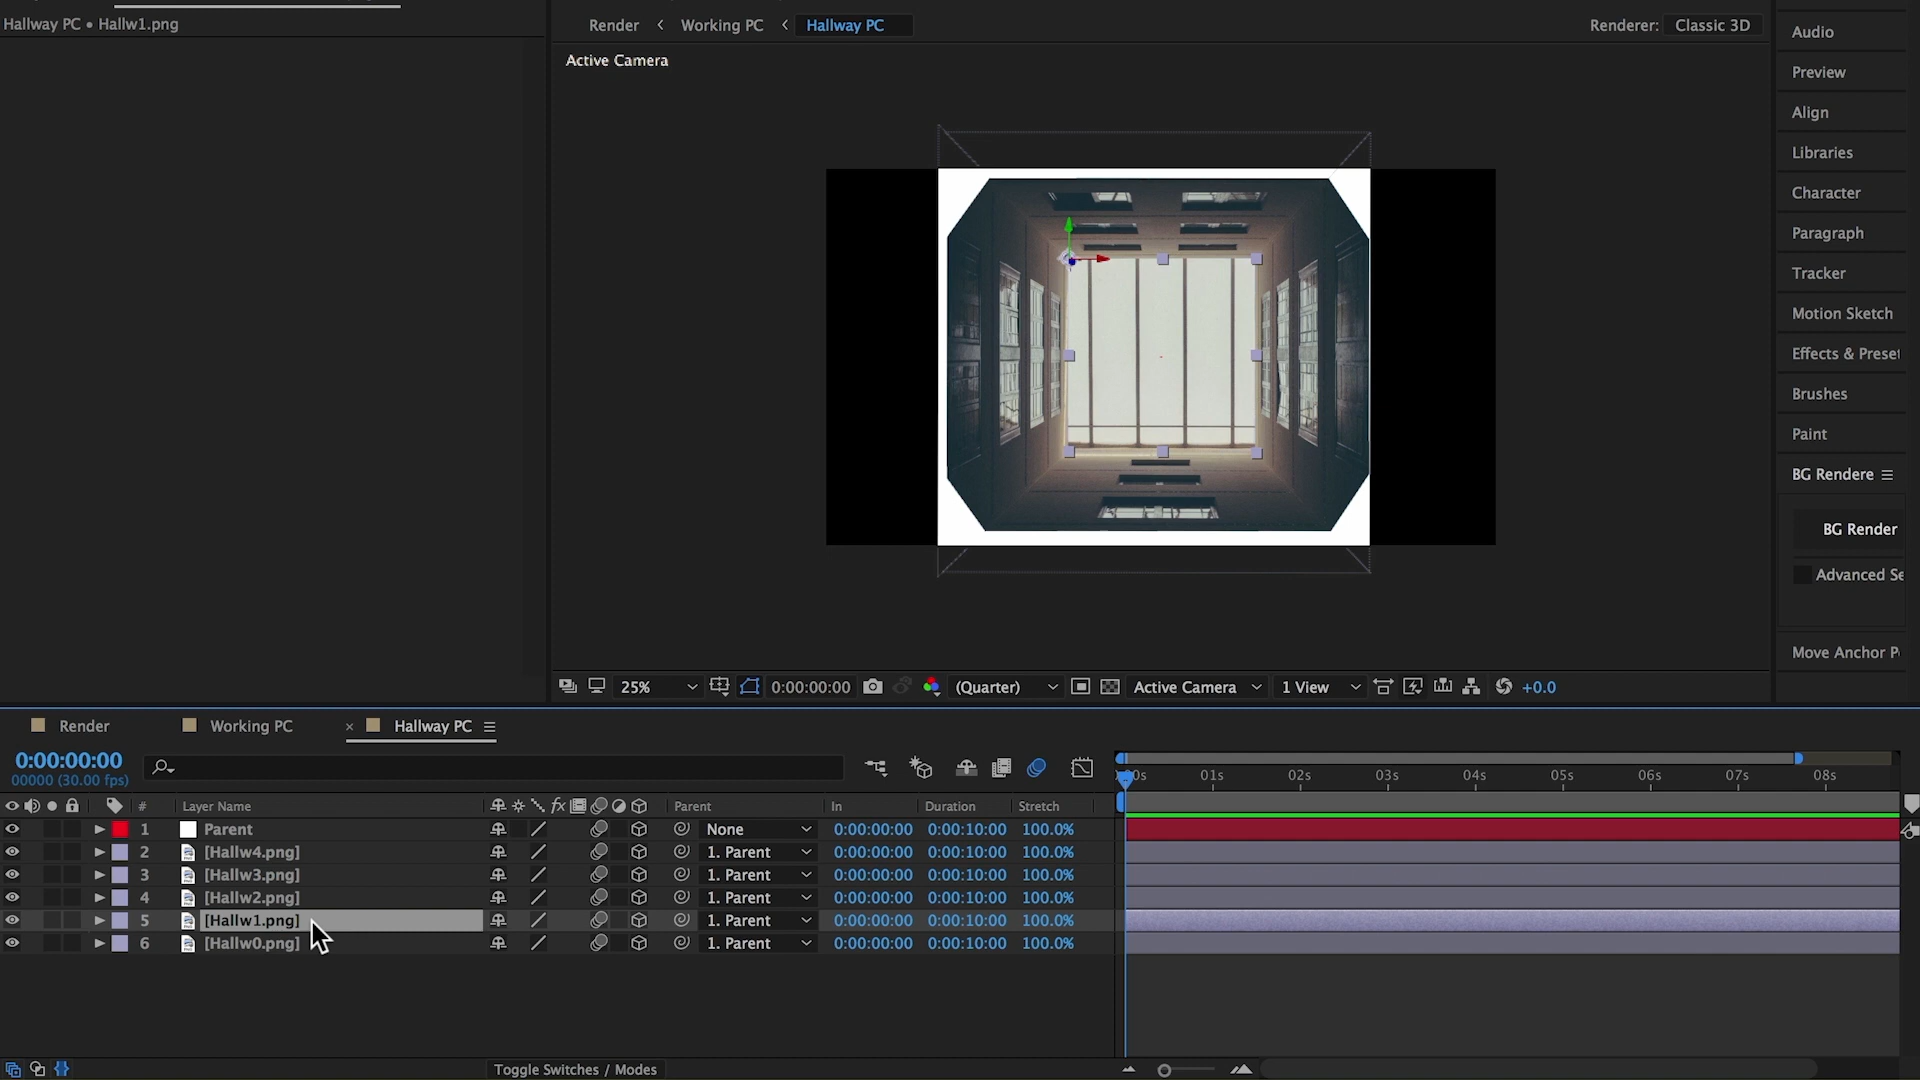 Hallway PC • Hallw1.png
Render < Working PC < Hallway PC
Renderer: Classic 3D
Active Camera
Audio
Preview
Align
Libraries
Character
Paragraph
Tracker
Motion Sketch
Effects & Preset
Brushes
Paint
BG Rendere
BG Render
Advanced Se
Move Anchor P
25% 0:00:00:00 (Quarter) Active Camera 1 View +0.0
Render Working PC × Hallway PC
0:00:00:00
00000 (30.00 fps)
01s 02s 03s 04s 05s 06s 07s 08s
# Layer Name fx Parent In Duration Stretch
1 Parent None 0:00:00:00 0:00:10:00 100.0%
2 [Hallw4.png] 1. Parent 0:00:00:00 0:00:10:00 100.0%
3 [Hallw3.png] 1. Parent 0:00:00:00 0:00:10:00 100.0%
4 [Hallw2.png] 1. Parent 0:00:00:00 0:00:10:00 100.0%
5 [Hallw1.png] 1. Parent 0:00:00:00 0:00:10:00 100.0%
6 [Hallw0.png] 1. Parent 0:00:00:00 0:00:10:00 100.0%
Toggle Switches / Modes